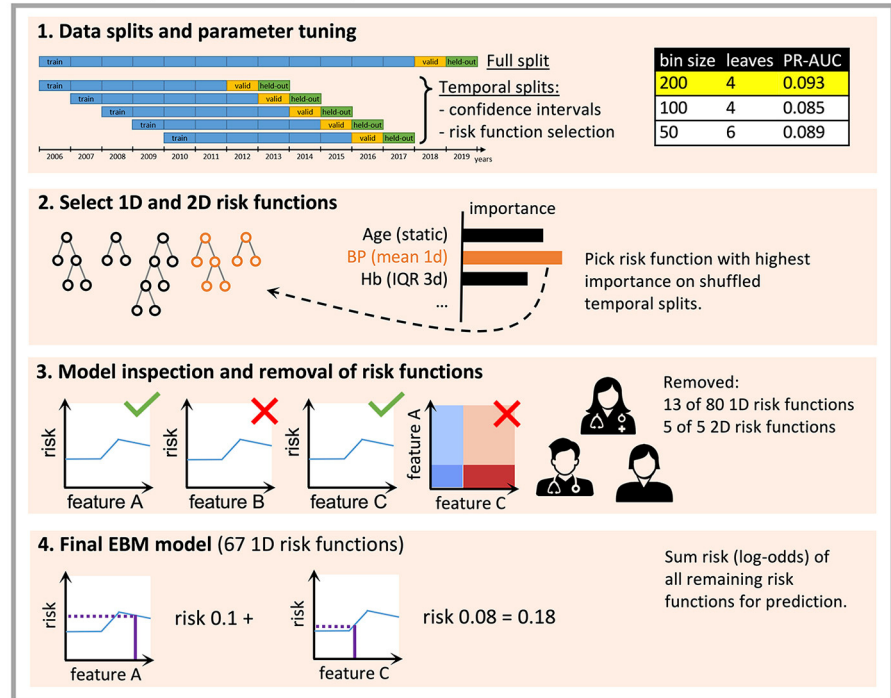 1. Data splits and parameter tuning
train valid held-out Full split
train valid held-out
train valid held-out
train valid held-out
train valid held-out
train valid held-out
Temporal splits:
- confidence intervals
- risk function selection
2006 2007 2008 2009 2010 2011 2012 2013 2014 2015 2016 2017 2018 2019 years
bin size leaves PR-AUC
200 4 0.093
100 4 0.085
50 6 0.089
2. Select 1D and 2D risk functions
importance
Age (static)
BP (mean 1d)
Hb (IQR 3d)
...
Pick risk function with highest
importance on shuffled
temporal splits.
3. Model inspection and removal of risk functions
risk
feature A
risk
feature B
risk
feature C
feature A
feature C
Removed:
13 of 80 1D risk functions
5 of 5 2D risk functions
4. Final EBM model (67 1D risk functions)
risk
feature A
risk 0.1 +
risk
feature C
risk 0.08 = 0.18
Sum risk (log-odds) of
all remaining risk
functions for prediction.